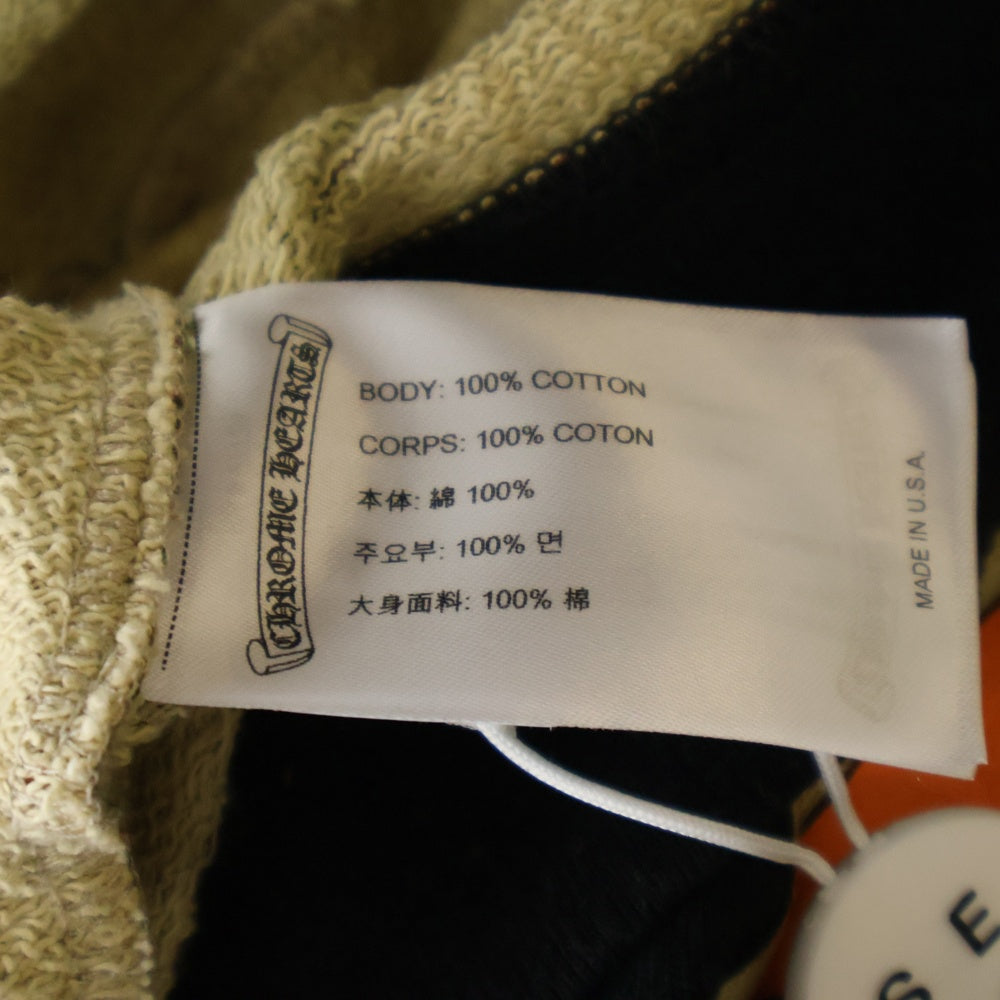 CHROME HEARTS
BODY: 100% COTTON
CORPS: 100% COTON
本体: 綿 100%
주요부: 100% 면
大身面料: 100% 棉
MADE IN U.S.A.
S E